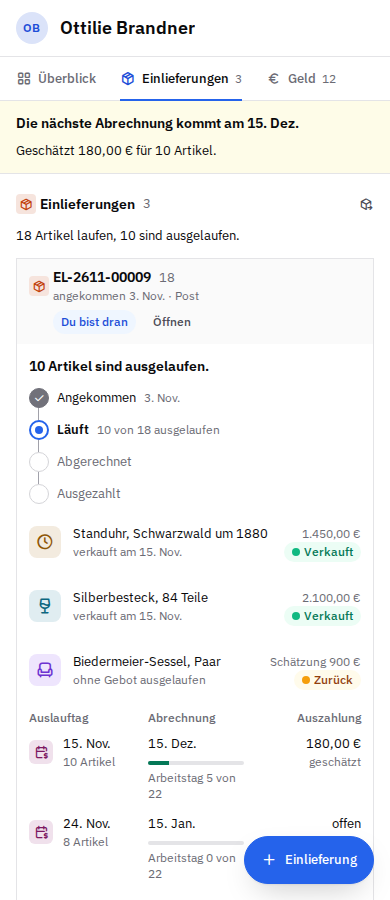 OB Ottilie Brandner
Überblick Einlieferungen 3 € Geld 12
Die nächste Abrechnung kommt am 15. Dez.
Geschätzt 180,00 € für 10 Artikel.
Einlieferungen 3
18 Artikel laufen, 10 sind ausgelaufen.
EL-2611-00009 18
angekommen 3. Nov. · Post
Du bist dran Öffnen
10 Artikel sind ausgelaufen.
Angekommen 3. Nov.
Läuft 10 von 18 ausgelaufen
Abgerechnet
Ausgezahlt
Standuhr, Schwarzwald um 1880 1.450,00 €
verkauft am 15. Nov. Verkauft
Silberbesteck, 84 Teile 2.100,00 €
verkauft am 15. Nov. Verkauft
Biedermeier-Sessel, Paar Schätzung 900 €
ohne Gebot ausgelaufen Zurück
Auslauftag Abrechnung Auszahlung
15. Nov. 15. Dez. 180,00 €
10 Artikel geschätzt
Arbeitstag 5 von
22
24. Nov. 15. Jan. offen
8 Artikel
Arbeitstag 0 von
22
+ Einlieferung